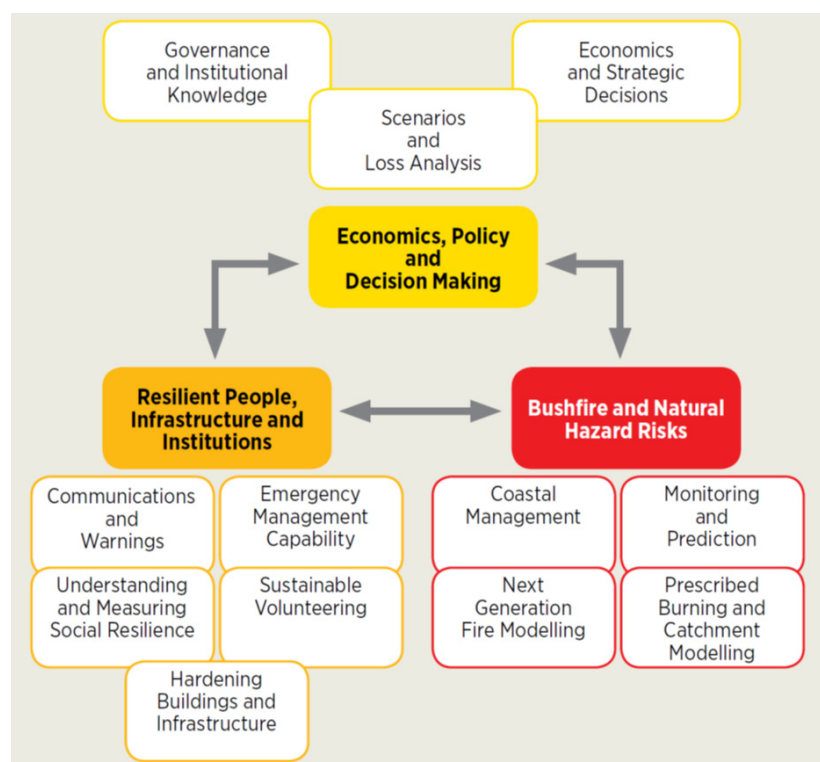 Governance
and Institutional
Knowledge
Economics
and Strategic
Decisions
Scenarios
and
Loss Analysis
Economics, Policy
and
Decision Making
Resilient People,
Infrastructure and
Institutions
Bushfire and Natural
Hazard Risks
Communications
and
Warnings
Emergency
Management
Capability
Coastal
Management
Monitoring
and
Prediction
Understanding
and Measuring
Social Resilience
Sustainable
Volunteering
Next
Generation
Fire Modelling
Prescribed
Burning and
Catchment
Modelling
Hardening
Buildings and
Infrastructure